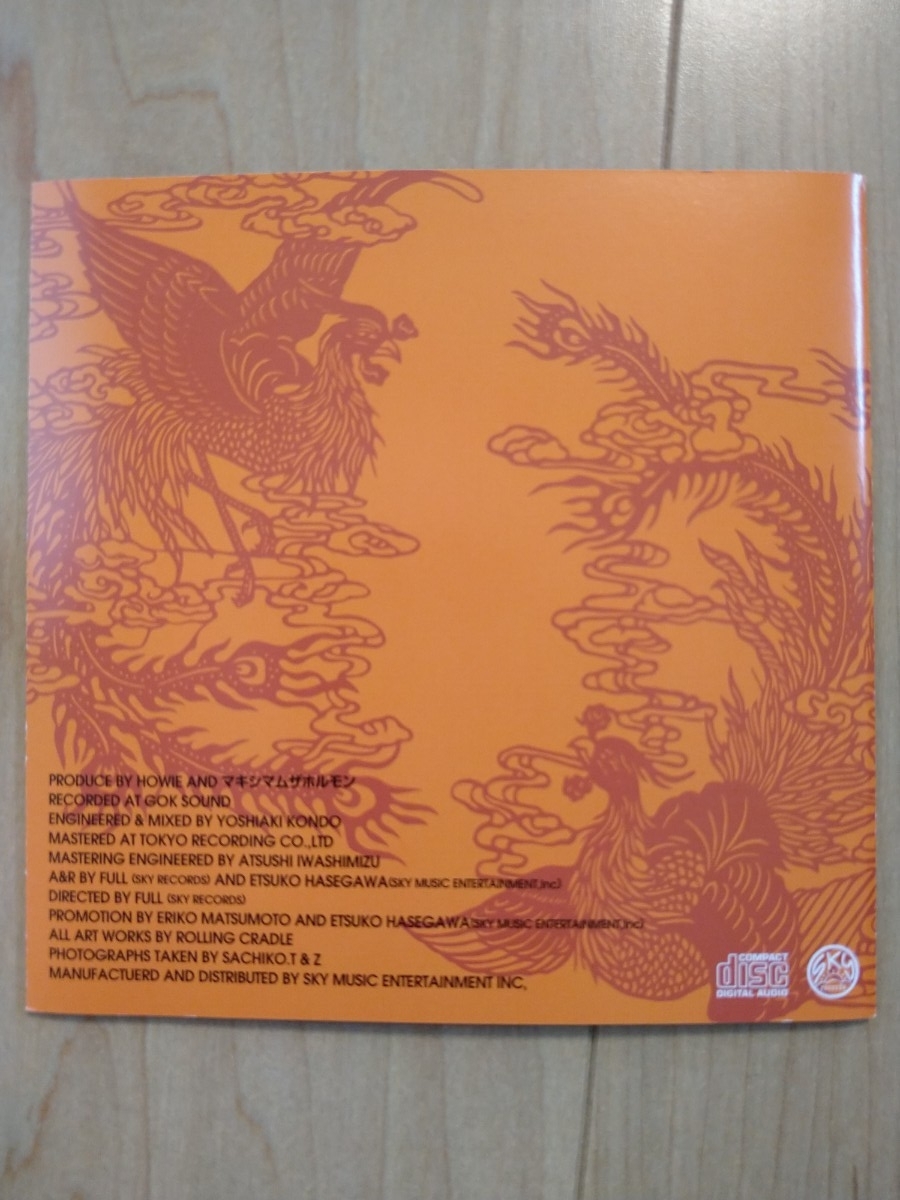 PRODUCE BY HOWIE AND マキシマムザホルモン
RECORDED AT GOK SOUND
ENGINEERED & MIXED BY YOSHIAKI KONDO
MASTERED AT TOKYO RECORDING CO.,LTD
MASTERING ENGINEERED BY ATSUSHI IWASHIMIZU
A&R BY FULL (SKY RECORDS) AND ETSUKO HASEGAWA(SKY MUSIC ENTERTAINMENT,inc)
DIRECTED BY FULL (SKY RECORDS)
PROMOTION BY ERIKO MATSUMOTO AND ETSUKO HASEGAWA(SKY MUSIC ENTERTAINMENT,inc)
ALL ART WORKS BY ROLLING CRADLE
PHOTOGRAPHS TAKEN BY SACHIKO.T & Z
MANUFACTUERD AND DISTRIBUTED BY SKY MUSIC ENTERTAINMENT INC,
COMPACT
disc
DIGITAL AUDIO
SKY